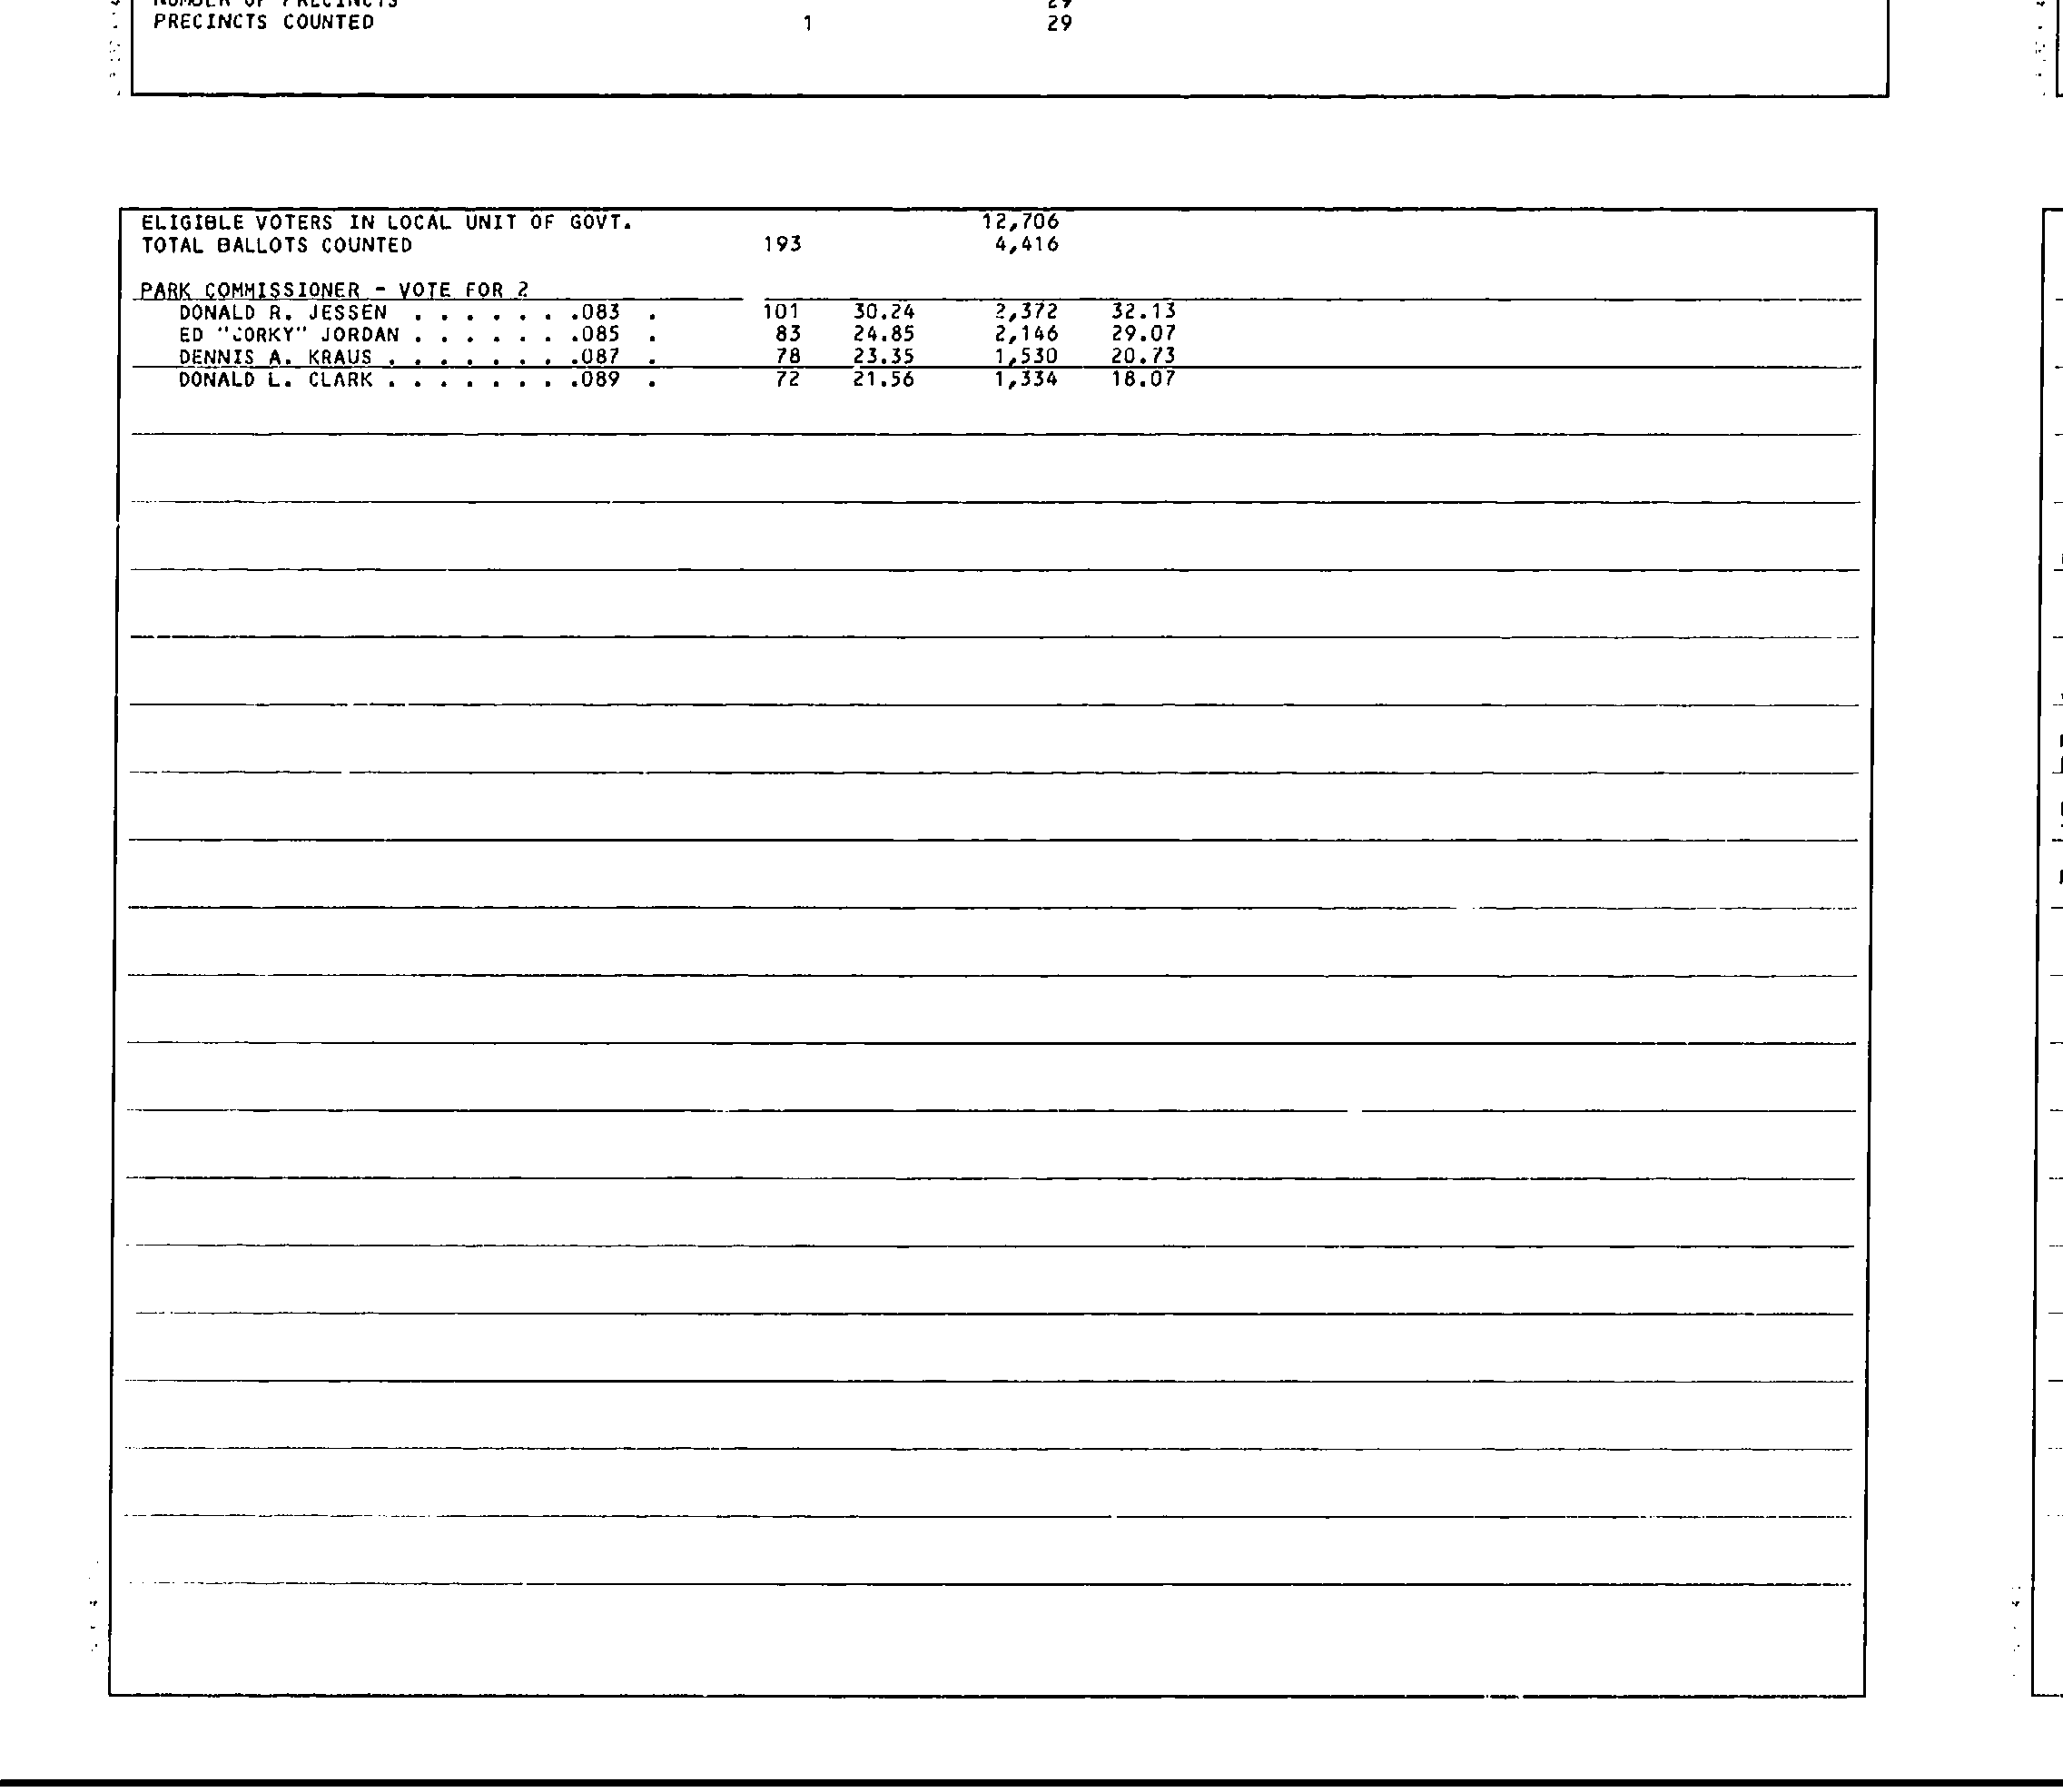 NUMBER OF PRECINCTS 29
PRECINCTS COUNTED 1 29
ELIGIBLE VOTERS IN LOCAL UNIT OF GOVT. 12,706
TOTAL BALLOTS COUNTED 193 4,416
PARK COMMISSIONER - VOTE FOR 2
DONALD R. JESSEN . . . . . . .083 . 101 30.24 2,372 32.13
ED "CORKY" JORDAN . . . . . . .085 . 83 24.85 2,146 29.07
DENNIS A. KRAUS . . . . . . . .087 . 78 23.35 1,530 20.73
DONALD L. CLARK . . . . . . . .089 . 72 21.56 1,334 18.07